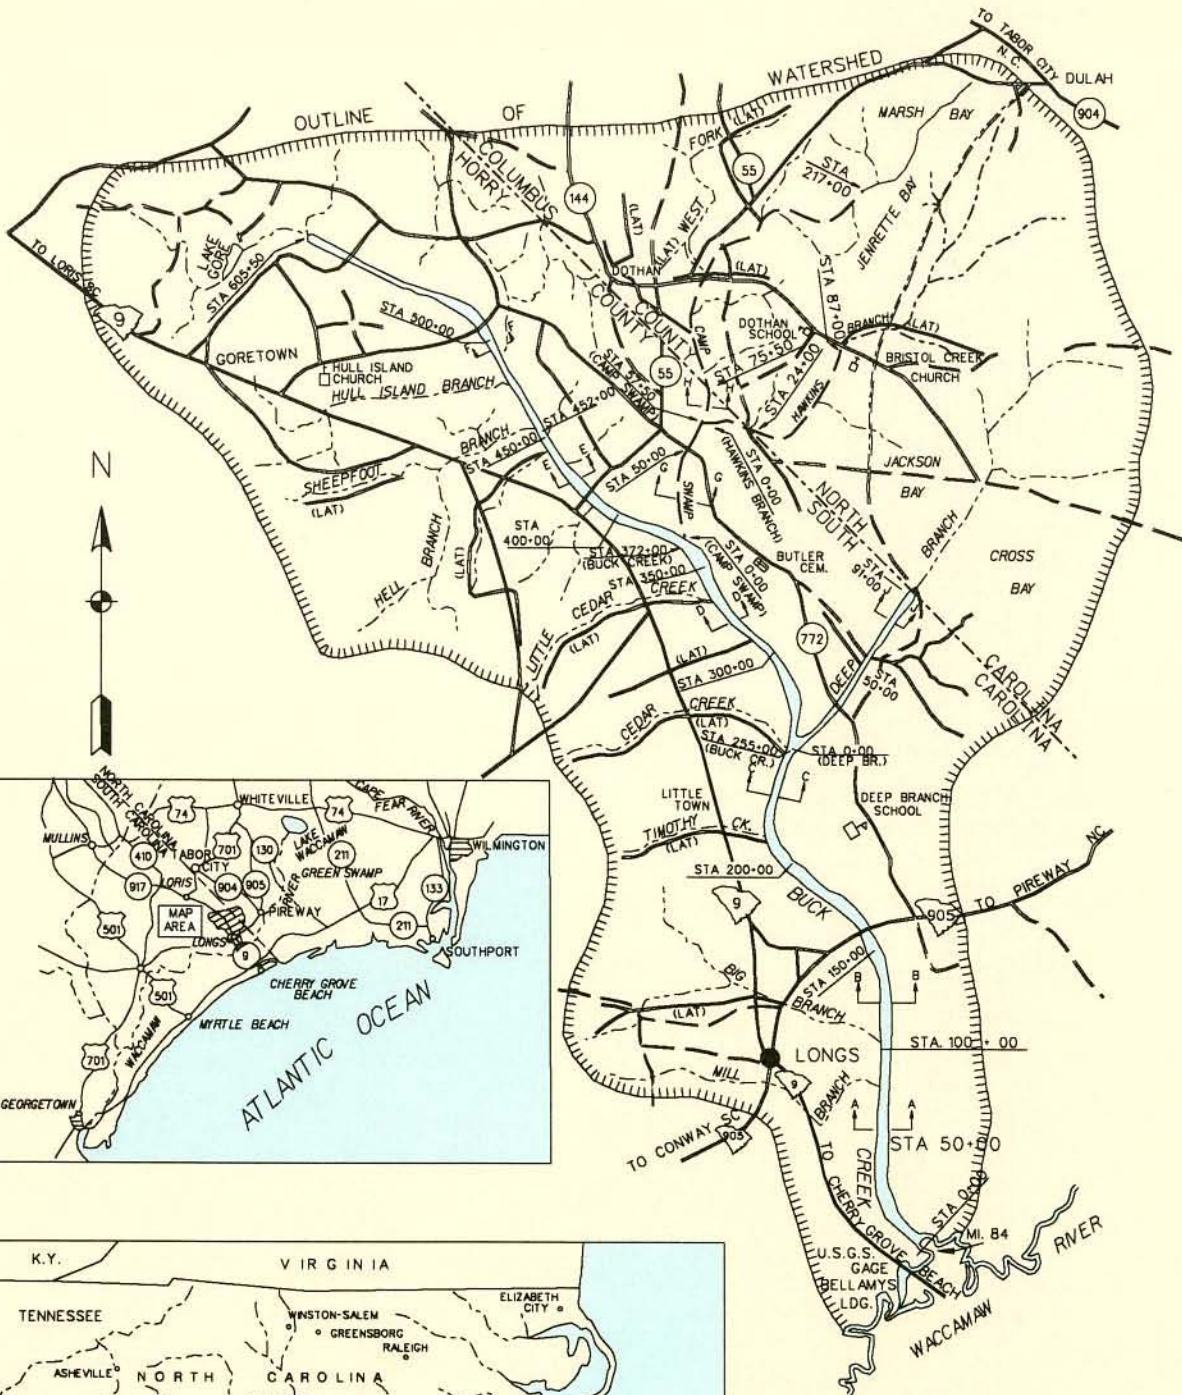 TO TABOR CITY
N.C.
DULAH
904
WATERSHED
OF
OUTLINE
MARSH BAY
FORK
(LAT)
55
STA 217+00
COLUMBUS
HORRY
144
(LAT)
(LAT) WEST
JENRETTE BAY
LAKE GORE
TO LORIS
9
STA 605+50
DOTHAN
(LAT)
COUNTY
COUNTY
STA 87+00
STA 500+00
F
F
CAMP
DOTHAN SCHOOL
BRANCH
(LAT)
GORETOWN
STA 75+50
BRISTOL CREEK
CHURCH
HULL ISLAND
CHURCH
STA 37+50
(CAMP SWAMP)
55
H
H
STA 24+00
HULL ISLAND BRANCH
HAWKINS
STA 452+00
BRANCH
STA 450+00
E
E
N
STA 50+00
STA 0+00
(HAWKINS BRANCH)
JACKSON
BAY
SHEEPFOOT
(LAT)
G
G
SWAMP
NORTH
SOUTH
BRANCH
STA
400+00
STA 372+00
(BUCK CREEK)
STA 0+00
(CAMP SWAMP)
BUTLER
CEM.
CROSS
BAY
HELL
BRANCH
(LAT)
STA 350+00
STA
91+00
CEDAR
CREEK
D
D
LITTLE
(LAT)
772
(LAT)
STA 300+00
DEEP
STA
50+00
CAROLINA
CAROLINA
CEDAR
CREEK
(LAT)
STA 255+00
(BUCK CR.)
STA 0+00
(DEEP BR.)
C
C
LITTLE
TOWN
DEEP BRANCH
SCHOOL
TIMOTHY CK.
(LAT)
STA 200+00
BUCK
9
905
TO PIREWAY NC.
STA 150+00
B
B
BIG
BRANCH
(LAT)
STA. 100 + 00
LONGS
MILL
9
BRANCH
A
A
STA 50+00
TO CONWAY SC
905
CREEK
TO CHERRY GROVE BEACH
STA 0+00
MI. 84
U.S.G.S.
GAGE
BELLAMYS
LDG.
WACCAMAW
RIVER
NORTH CAROLINA
SOUTH CAROLINA
74
WHITEVILLE
74
CAPE
FEAR RIVER
MULLINS
410
TABOR
CITY
701
130
LAKE
WACCAMAW
211
WILMINGTON
GREEN SWAMP
917
LORIS
904
905
RIVER
133
MAP
AREA
PIREWAY
17
501
LONGS
211
9
SOUTHPORT
CHERRY GROVE
BEACH
501
MYRTLE BEACH
WACCAMAW
701
ATLANTIC OCEAN
GEORGETOWN
K.Y.
VIRGINIA
TENNESSEE
ELIZABETH
CITY
WINSTON-SALEM
GREENSBORG
RALEIGH
ASHEVILLE
NORTH CAROLINA